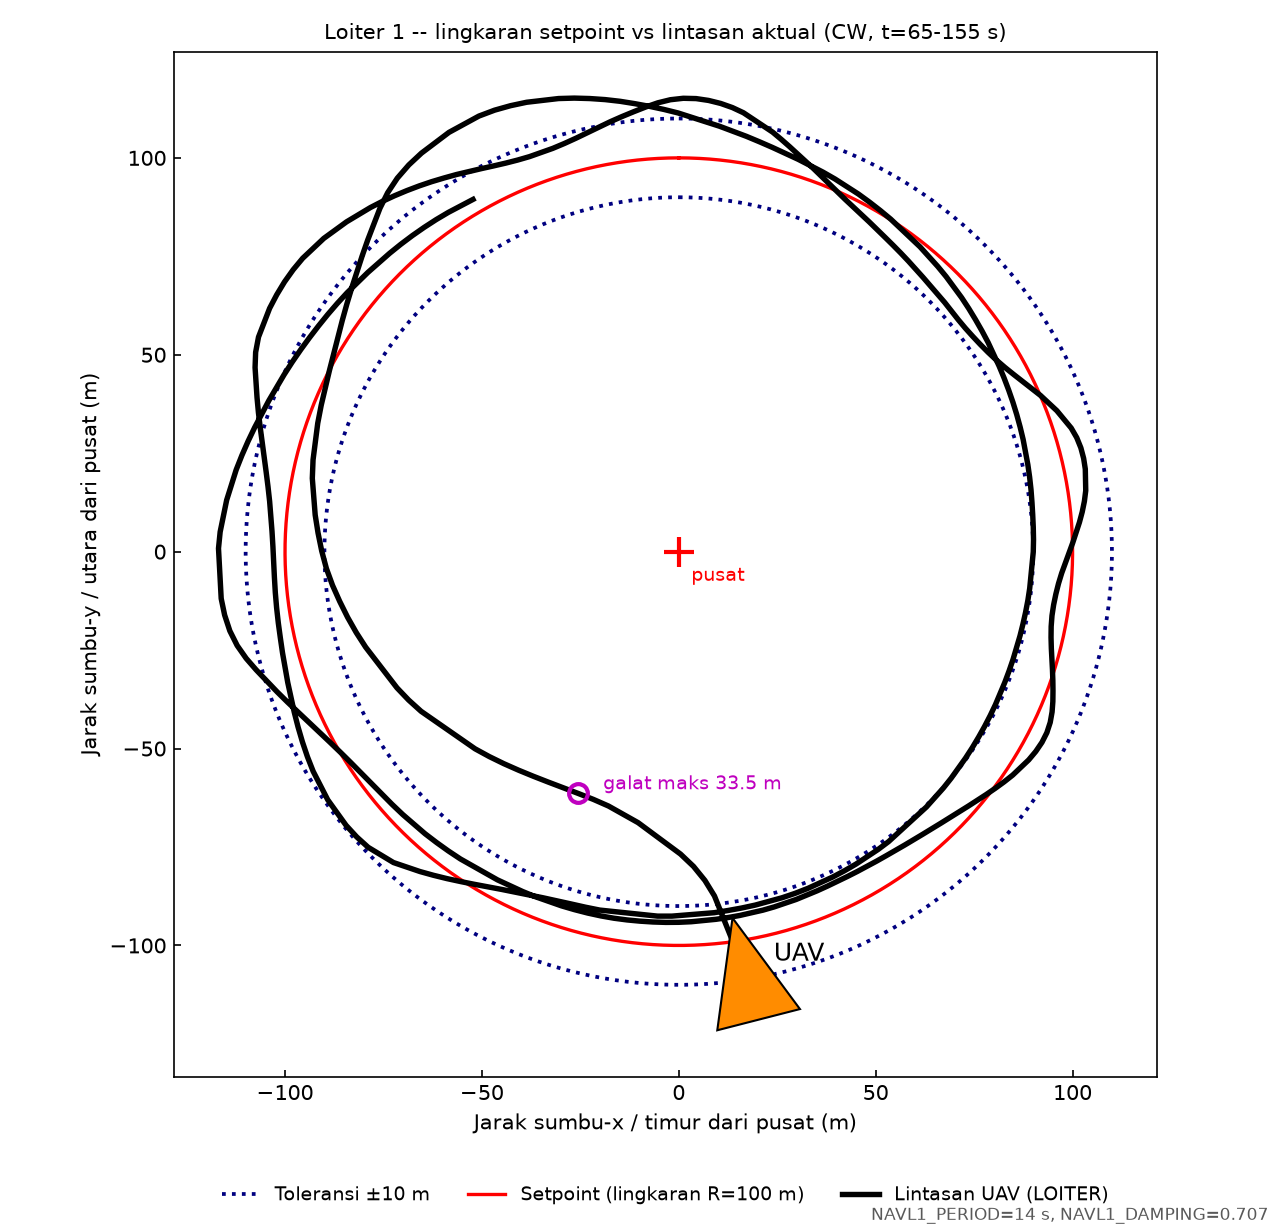 Loiter 1 -- lingkaran setpoint vs lintasan aktual (CW, t=65-155 s)
Jarak sumbu-y / utara dari pusat (m)
100
50
0
−50
−100
pusat
galat maks 33.5 m
UAV
−100
−50
0
50
100
Jarak sumbu-x / timur dari pusat (m)
Toleransi ±10 m
Setpoint (lingkaran R=100 m)
Lintasan UAV (LOITER)
NAVL1_PERIOD=14 s, NAVL1_DAMPING=0.707